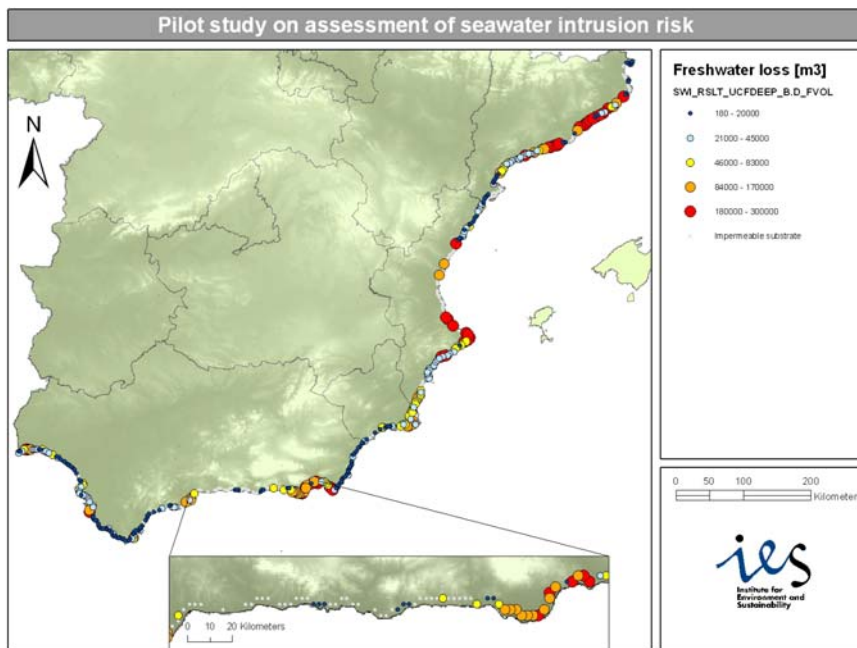 Pilot study on assessment of seawater intrusion risk
N
Freshwater loss [m3]
SWI_RSLT_UCFDEEP_B.D_FVOL
180 - 20000
21000 - 45000
46000 - 83000
84000 - 170000
180000 - 300000
Impermeable substrate
0 50 100 200
Kilometers
ies
Institute for
Environment and
Sustainability
0 10 20 Kilometers